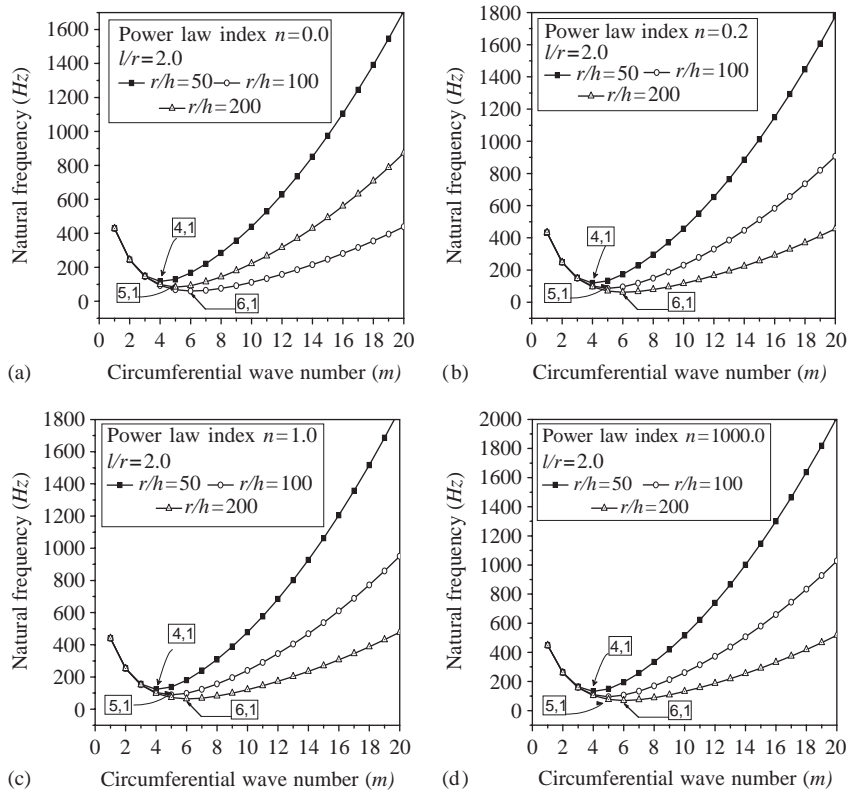 Natural frequency (Hz)
1600
1400
1200
1000
800
600
400
200
0
Power law index n=0.0
l/r=2.0
r/h=50 r/h=100
r/h=200
4,1
5,1
6,1
0 2 4 6 8 10 12 14 16 18 20
(a) Circumferential wave number (m)
Natural frequency (Hz)
1800
1600
1400
1200
1000
800
600
400
200
0
Power law index n=0.2
l/r=2.0
r/h=50 r/h=100
r/h=200
4,1
5,1
6,1
0 2 4 6 8 10 12 14 16 18 20
(b) Circumferential wave number (m)
Natural frequency (Hz)
1800
1600
1400
1200
1000
800
600
400
200
0
Power law index n=1.0
l/r=2.0
r/h=50 r/h=100
r/h=200
4,1
5,1
6,1
0 2 4 6 8 10 12 14 16 18 20
(c) Circumferential wave number (m)
Natural frequency (Hz)
2000
1800
1600
1400
1200
1000
800
600
400
200
0
Power law index n=1000.0
l/r=2.0
r/h=50 r/h=100
r/h=200
4,1
5,1
6,1
0 2 4 6 8 10 12 14 16 18 20
(d) Circumferential wave number (m)